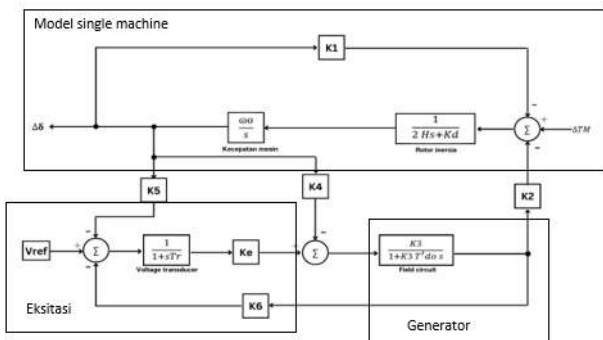 Model single machine
K1
Δδ
ω0
s
Kecepatan mesin
1
2 Hs+Kd
Rotor inersia
Σ
+
ΔTM
K5
K4
K2
Vref
+
Σ
1
1+sTr
Voltage transducer
Ke
+
Σ
K3
1+K3 T'do s
Field circuit
K6
Eksitasi
Generator